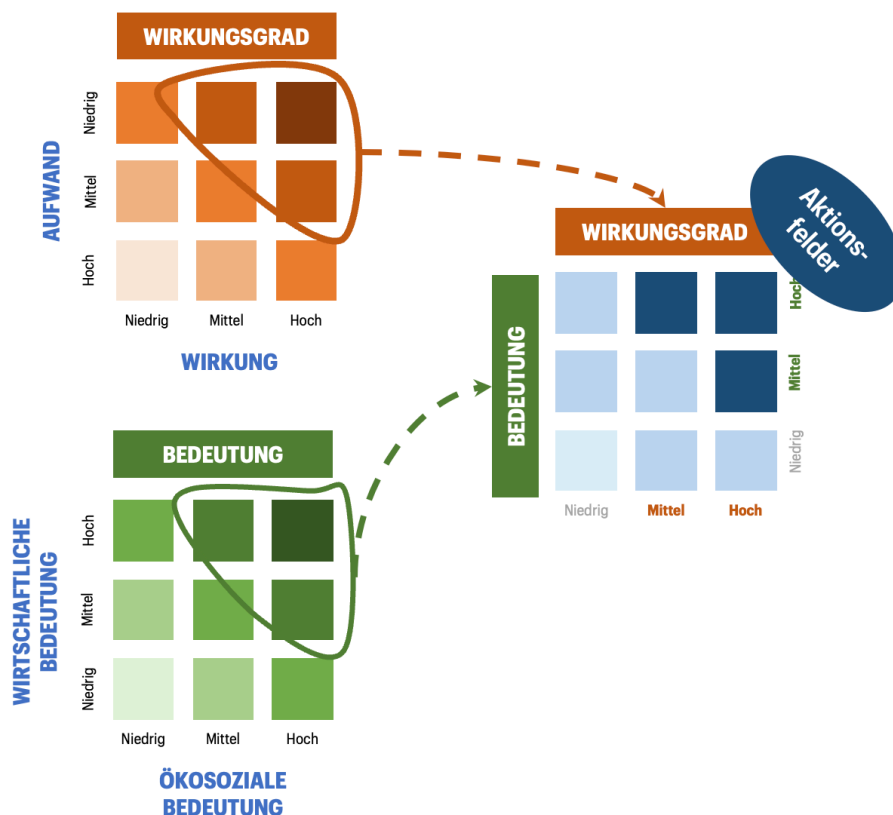 WIRKUNGSGRAD
AUFWAND
Niedrig
Mittel
Hoch
Niedrig Mittel Hoch
WIRKUNG
BEDEUTUNG
WIRTSCHAFTLICHE
BEDEUTUNG
Hoch
Mittel
Niedrig
Niedrig Mittel Hoch
ÖKOSOZIALE
BEDEUTUNG
Aktions-
felder
WIRKUNGSGRAD
BEDEUTUNG
Hoch
Mittel
Niedrig
Niedrig Mittel Hoch